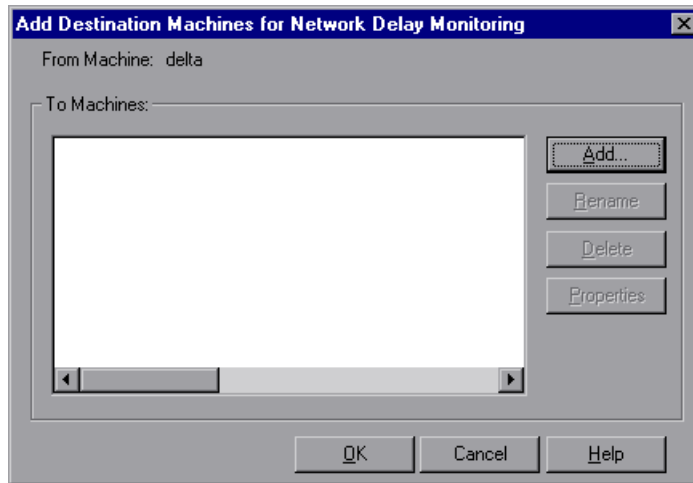 Add Destination Machines for Network Delay Monitoring
From Machine: delta
To Machines:
Add...
Rename
Delete
Properties
OK Cancel Help